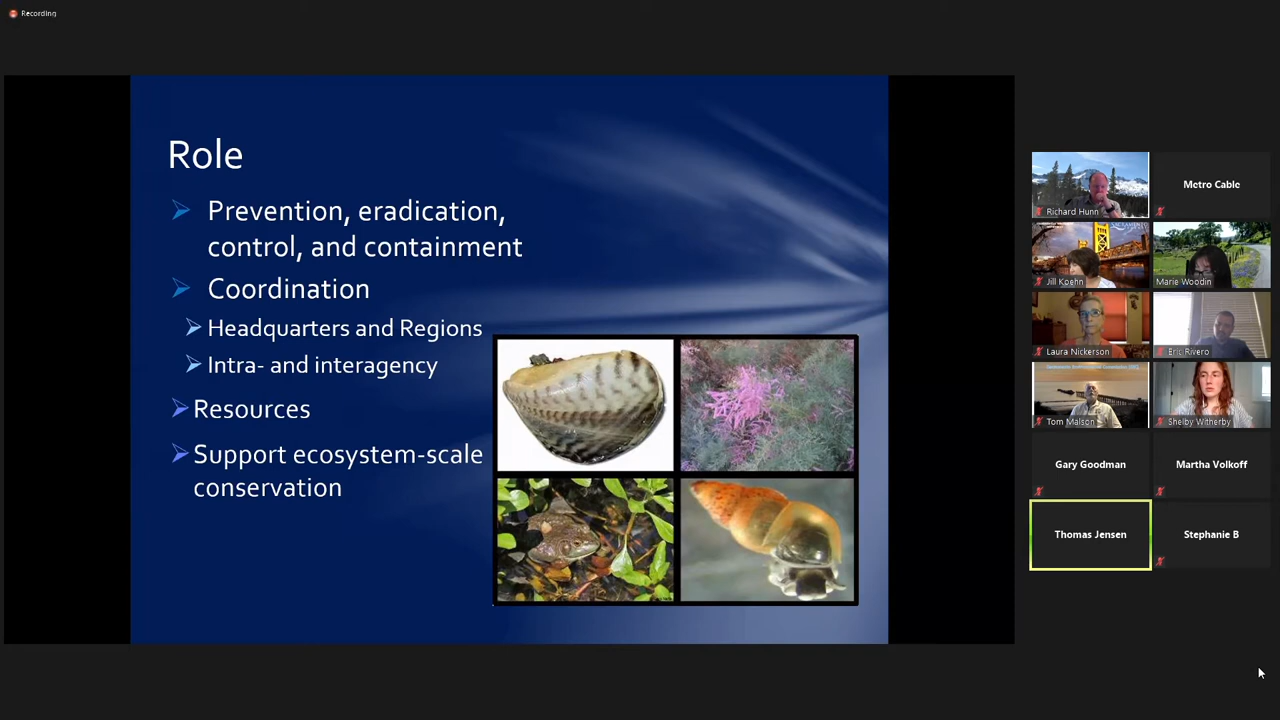 Recording
Role
Prevention, eradication,
control, and containment
Coordination
Headquarters and Regions
Intra- and interagency
Resources
Support ecosystem-scale
conservation
Richard Hunn
Metro Cable
Jill Koehn
Marie Woodin
Laura Nickerson
Eric Rivero
Tom Malson
Shelby Witherby
Gary Goodman
Martha Volkoff
Thomas Jensen
Stephanie B